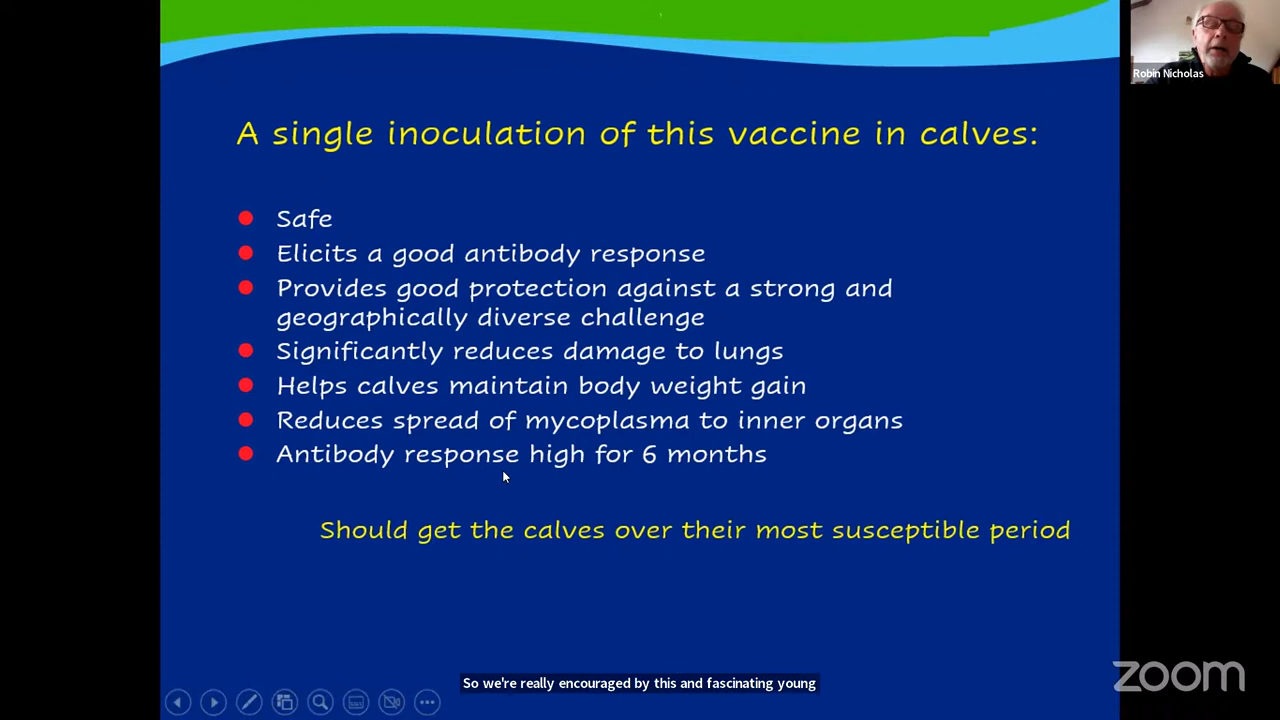 A single inoculation of this vaccine in calves:
Safe
Elicits a good antibody response
Provides good protection against a strong and
geographically diverse challenge
Significantly reduces damage to lungs
Helps calves maintain body weight gain
Reduces spread of mycoplasma to inner organs
Antibody response high for 6 months
Should get the calves over their most susceptible period
So we're really encouraged by this and fascinating young
Robin Nicholas
zoom